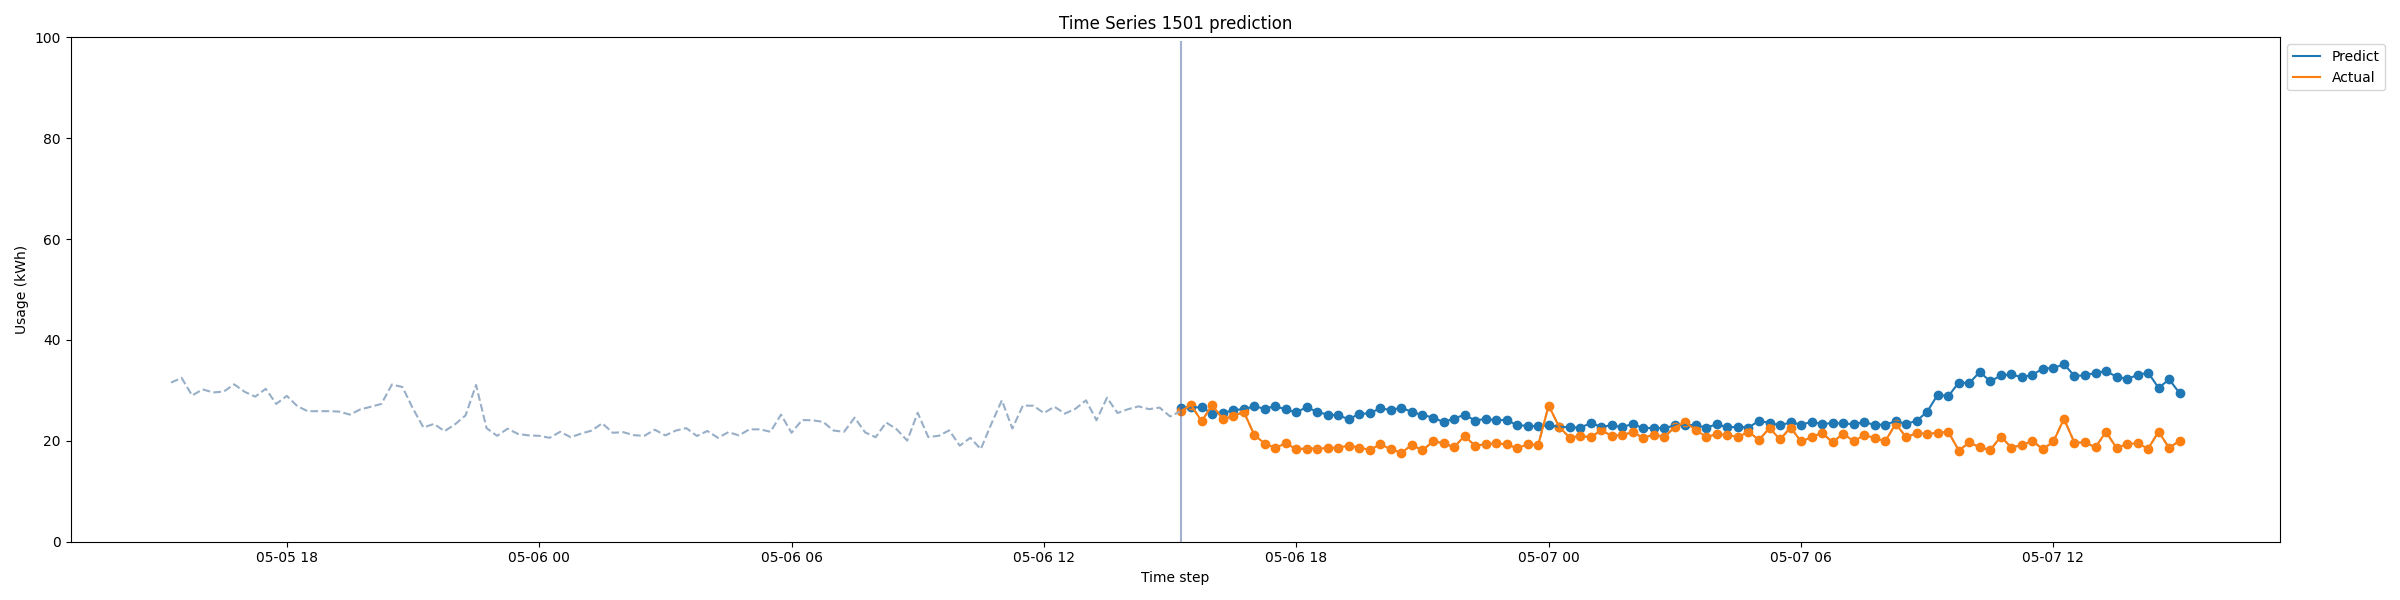 Time Series 1501 prediction
Predict
Actual
Usage (kWh)
100
80
60
40
20
0
05-05 18
05-06 00
05-06 06
05-06 12
05-06 18
05-07 00
05-07 06
05-07 12
Time step